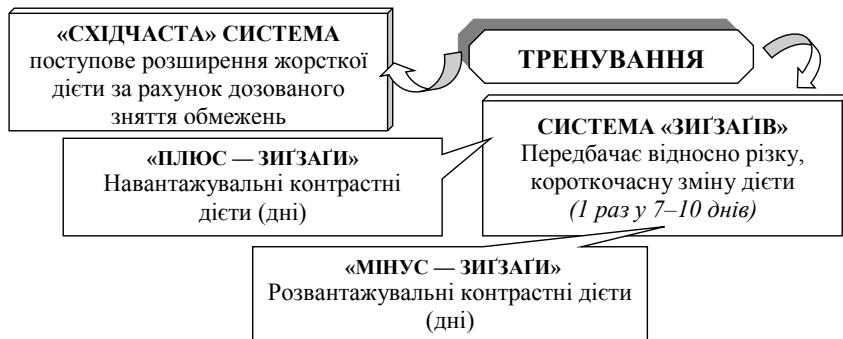 «СХІДЧАСТА» СИСТЕМА
поступове розширення жорсткої
дієти за рахунок дозованого
зняття обмежень
ТРЕНУВАННЯ
СИСТЕМА «ЗИҐЗАҐІВ»
Передбачає відносно різку,
короткочасну зміну дієти
(1 раз у 7–10 днів)
«ПЛЮС — ЗИҐЗАҐИ»
Навантажувальні контрастні
дієти (дні)
«МІНУС — ЗИҐЗАҐИ»
Розвантажувальні контрастні дієти
(дні)